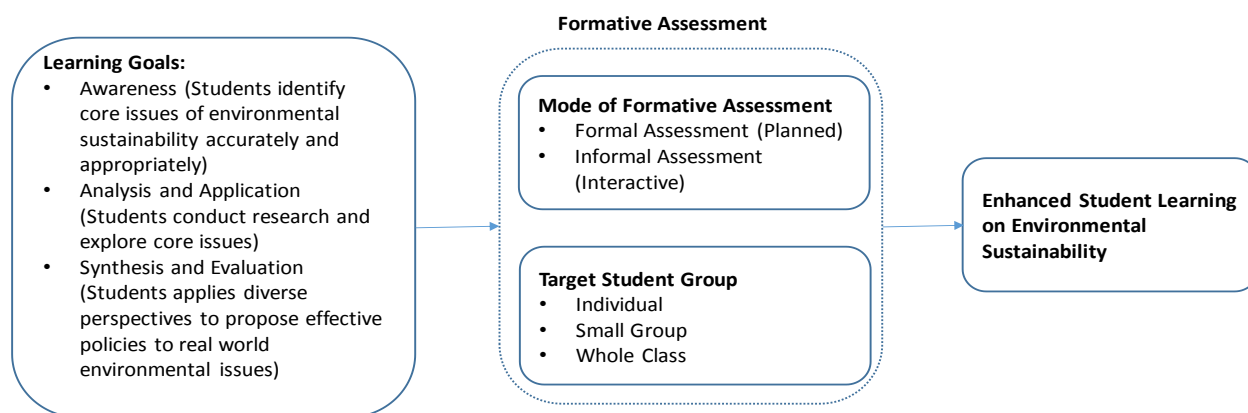 Formative Assessment
Learning Goals:
• Awareness (Students identify
core issues of environmental
sustainability accurately and
appropriately)
• Analysis and Application
(Students conduct research and
explore core issues)
• Synthesis and Evaluation
(Students applies diverse
perspectives to propose effective
policies to real world
environmental issues)
Mode of Formative Assessment
• Formal Assessment (Planned)
• Informal Assessment
(Interactive)
Target Student Group
• Individual
• Small Group
• Whole Class
Enhanced Student Learning
on Environmental
Sustainability